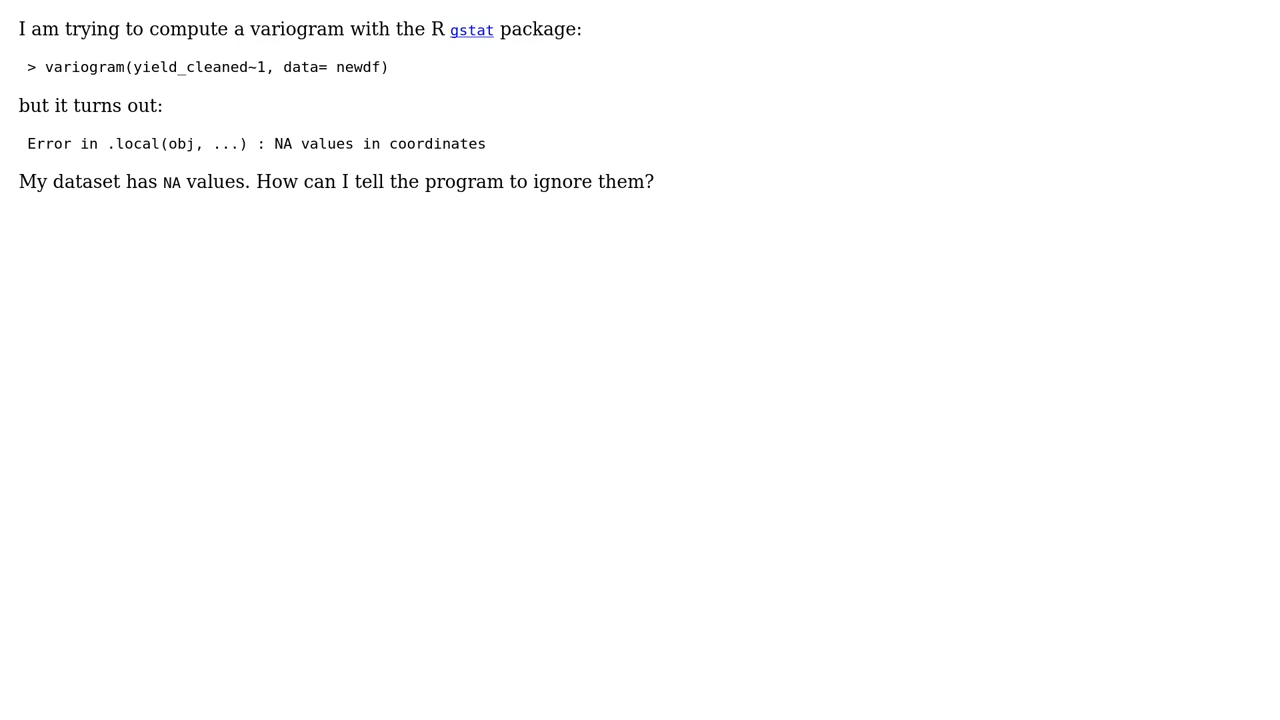 I am trying to compute a variogram with the R gstat package:
> variogram(yield_cleaned~1, data= newdf)
but it turns out:
Error in .local(obj, ...) : NA values in coordinates
My dataset has NA values. How can I tell the program to ignore them?